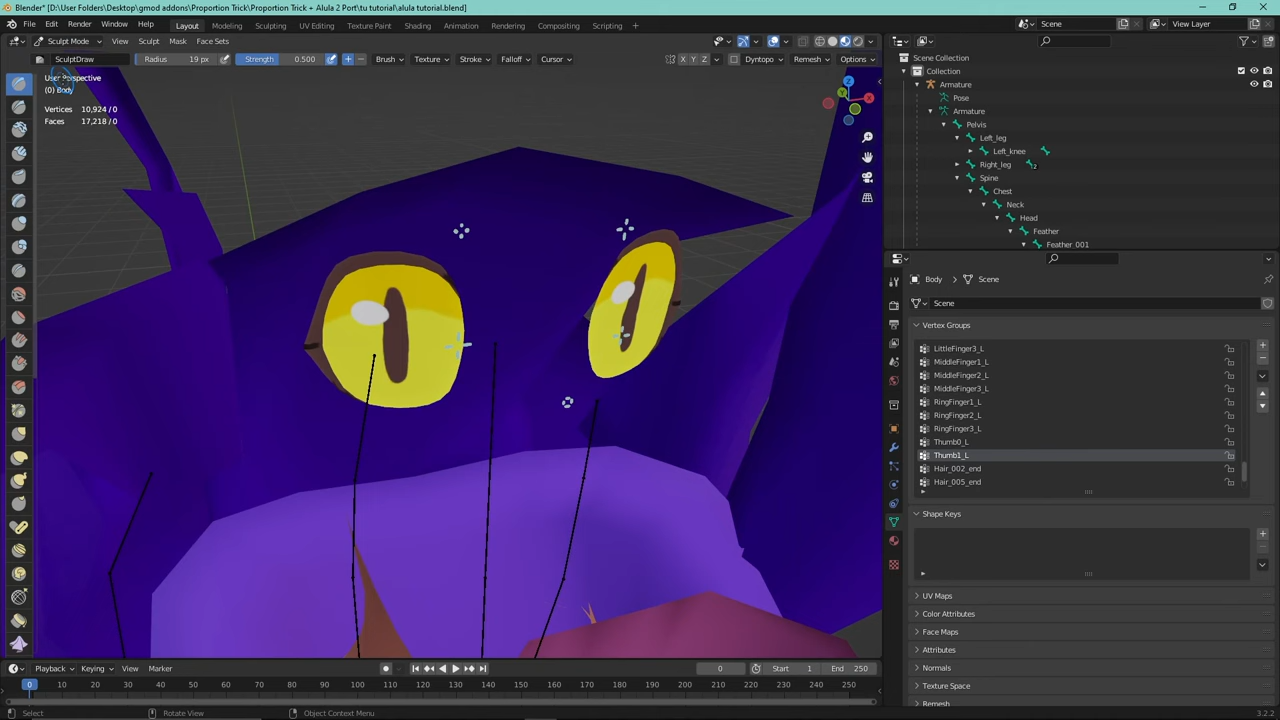 Blender* [D:\User Folders\Desktop\gmod addons\Proportion Trick\Proportion Trick + Alula 2 Port\tu tutorial\alula tutorial.blend]
File Edit Render Window Help Layout Modeling Sculpting UV Editing Texture Paint Shading Animation Rendering Compositing Scripting Scene View Layer
Sculpt Mode View Sculpt Mask Face Sets
SculptDraw Radius 19 px Strength 0.500 Brush Texture Stroke Falloff Cursor X Y Z Dyntopo Remesh Options
User Perspective
(0) Body
Vertices 10,924 / 0
Faces 17,218 / 0
Z
Y
X
Scene Collection
Collection
Armature
Pose
Armature
Pelvis
Left_leg
Left_knee
Right_leg 2
Spine
Chest
Neck
Head
Feather
Feather_001
Body Scene
Scene
Vertex Groups
LittleFinger3_L
MiddleFinger1_L
MiddleFinger2_L
MiddleFinger3_L
RingFinger1_L
RingFinger2_L
RingFinger3_L
Thumb0_L
Thumb1_L
Hair_002_end
Hair_005_end
Shape Keys
UV Maps
Color Attributes
Face Maps
Attributes
Normals
Texture Space
Remesh
Playback Keying View Marker 0 Start 1 End 250
0 10 20 30 40 50 60 70 80 90 100 110 120 130 140 150 160 170 180 190 200 210 220 230 240 250
Select Rotate View Object Context Menu 3.2.2